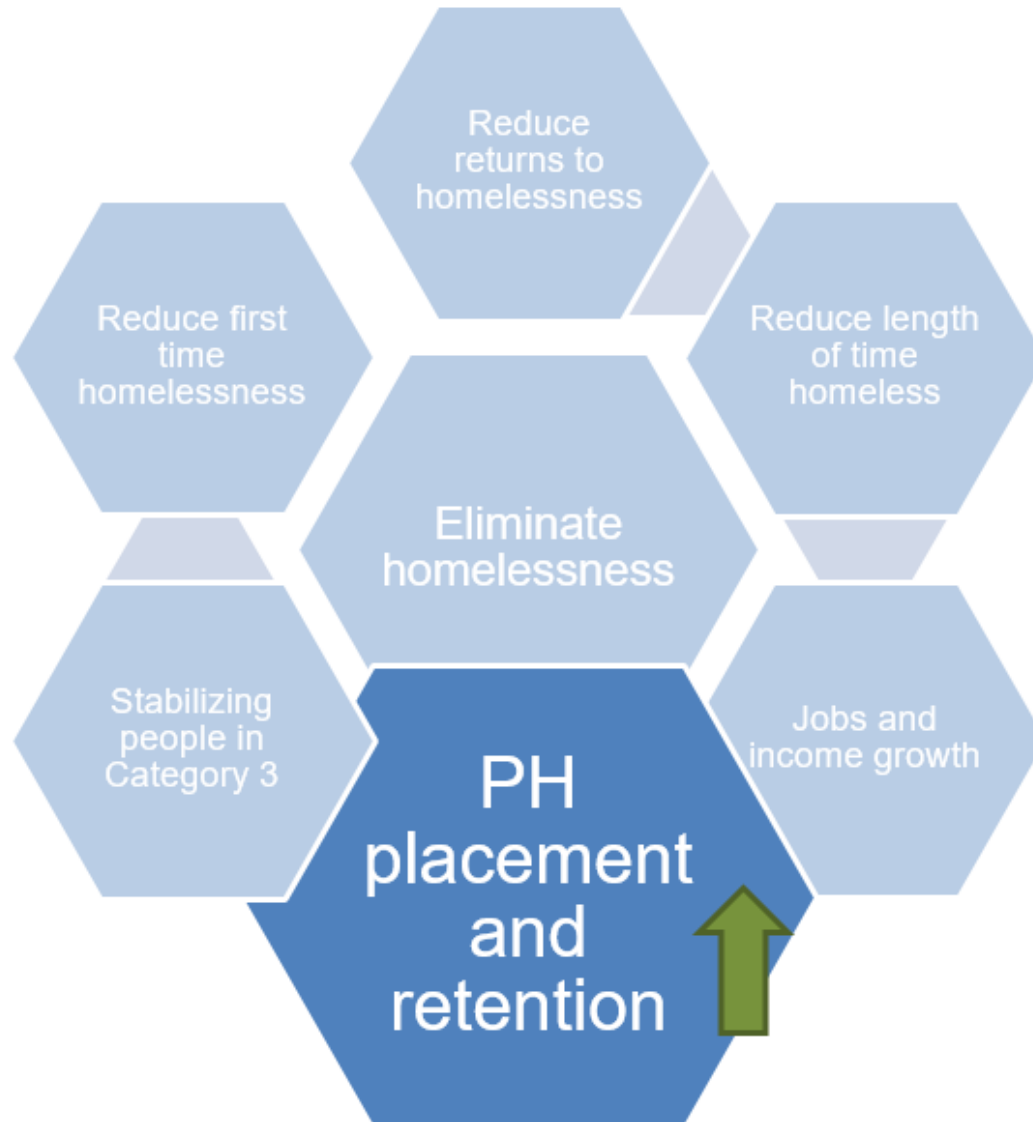 Reduce
returns to
homelessness
Reduce first
time
homelessness
Reduce length
of time
homeless
Eliminate
homelessness
Stabilizing
people in
Category 3
Jobs and
income growth
PH
placement
and
retention